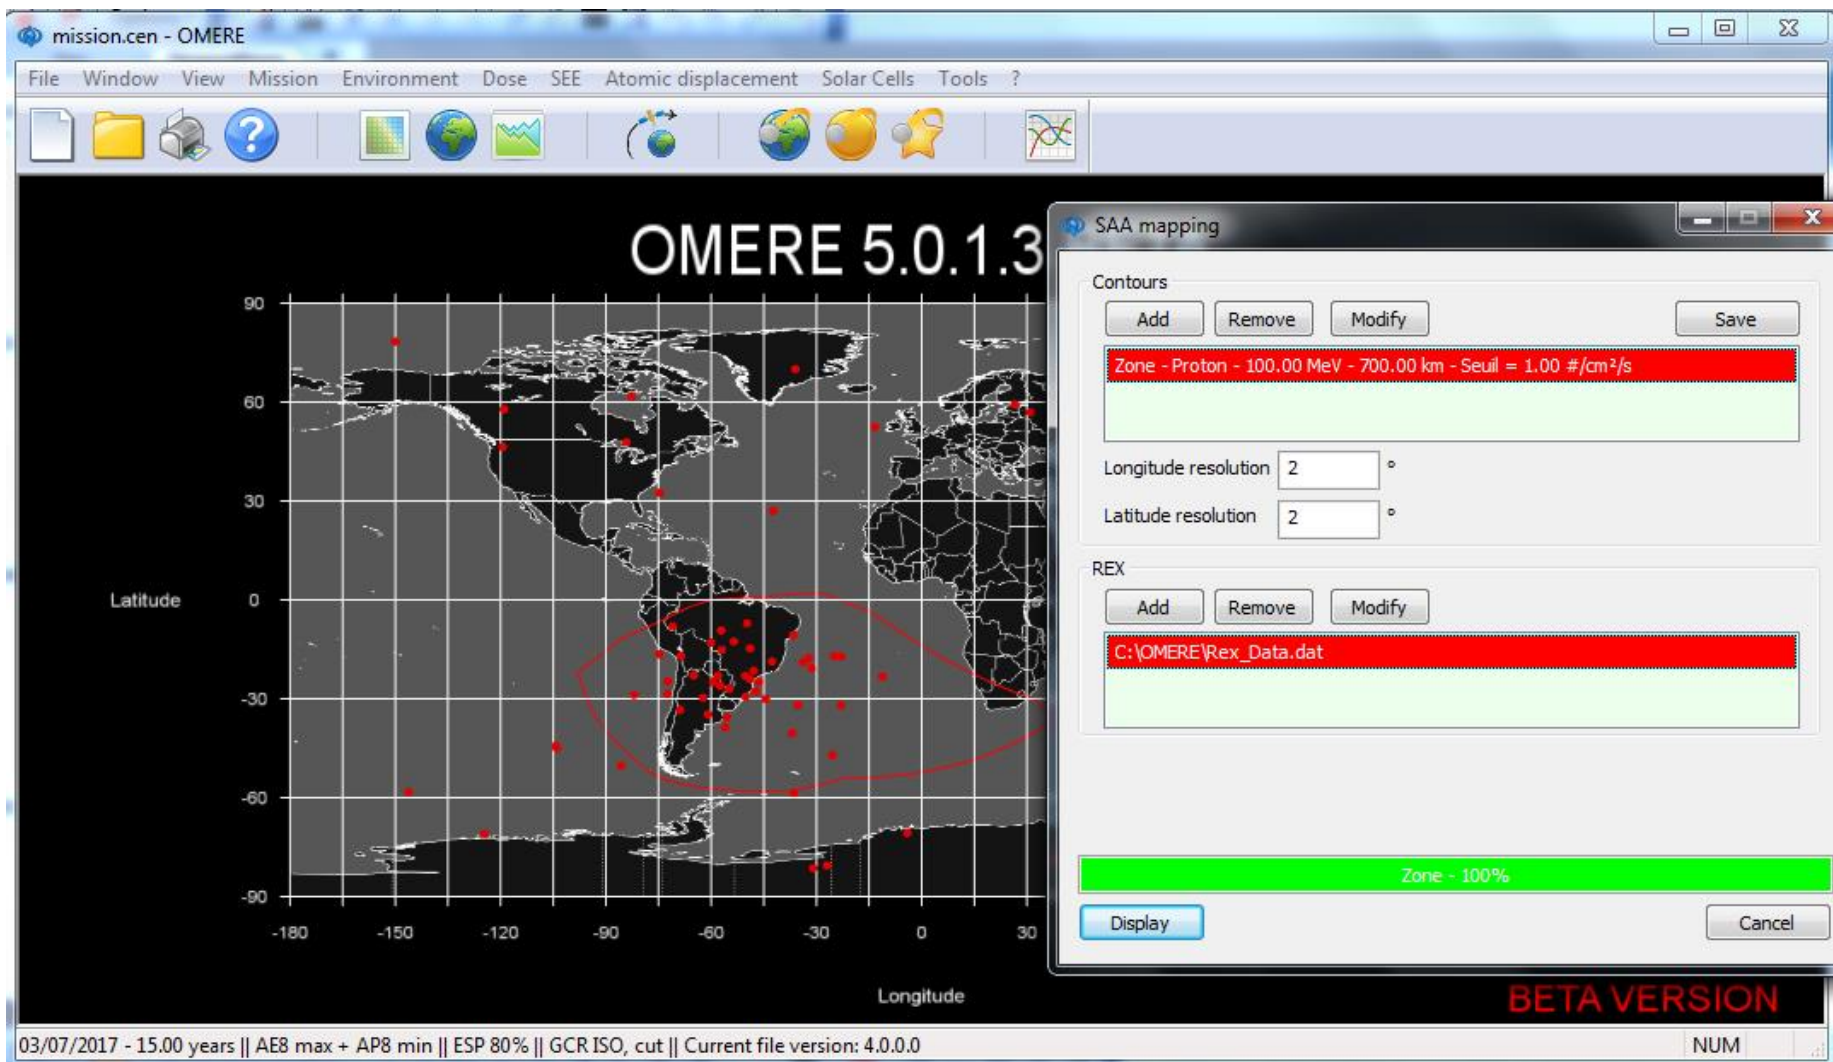 mission.cen - OMERE
File Window View Mission Environment Dose SEE Atomic displacement Solar Cells Tools ?
OMERE 5.0.1.3
90
60
30
0
-30
-60
-90
Latitude
-180 -150 -120 -90 -60 -30 0 30
Longitude
SAA mapping
Contours
Add Remove Modify Save
Zone - Proton - 100.00 MeV - 700.00 km - Seuil = 1.00 #/cm²/s
Longitude resolution 2 °
Latitude resolution 2 °
REX
Add Remove Modify
C:\OMERE\Rex_Data.dat
Zone - 100%
Display Cancel
BETA VERSION
03/07/2017 - 15.00 years || AE8 max + AP8 min || ESP 80% || GCR ISO, cut || Current file version: 4.0.0.0 NUM